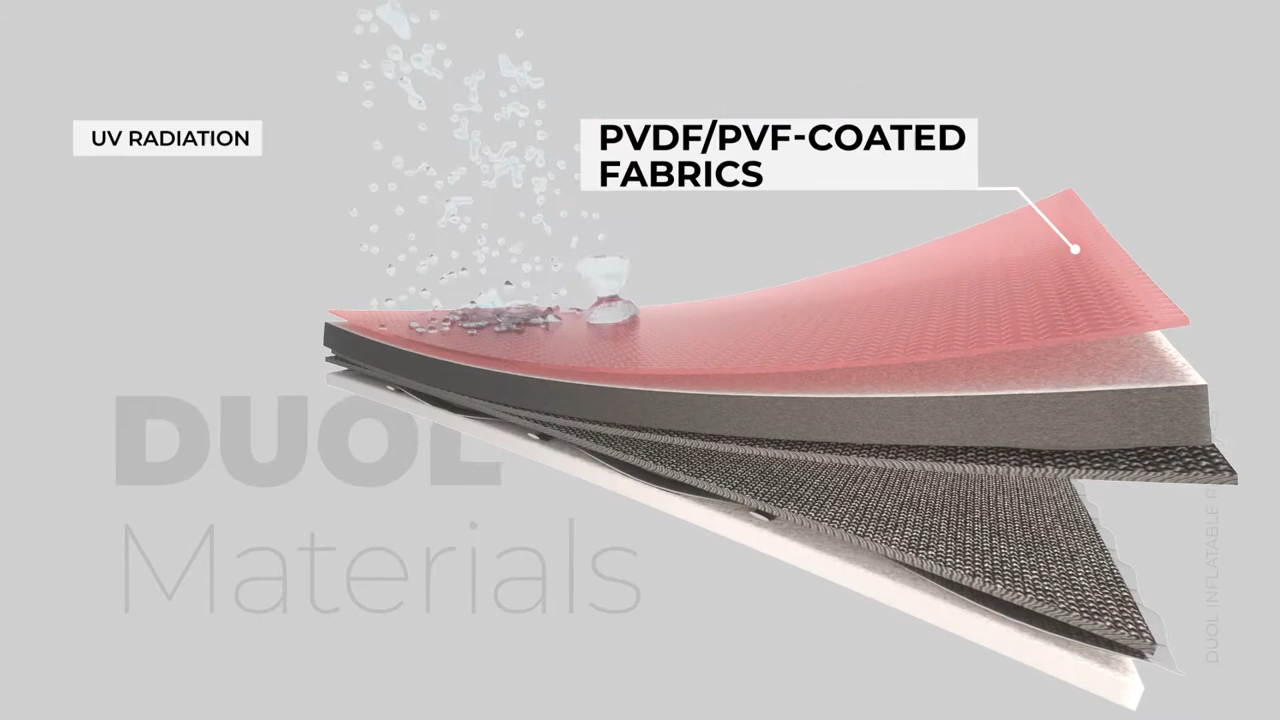 UV RADIATION
PVDF/PVF-COATED
FABRICS
DUOL
Materials
DUOL INFLATABLE